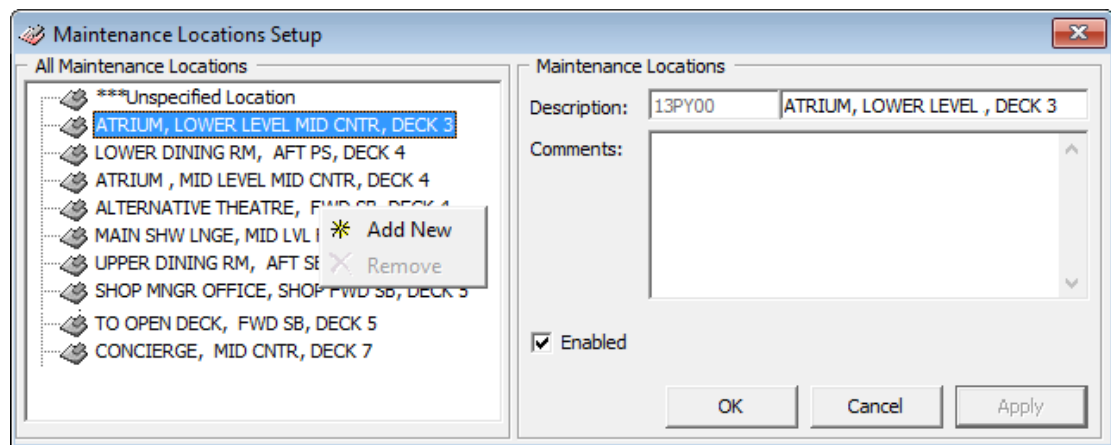 Maintenance Locations Setup
All Maintenance Locations
***Unspecified Location
ATRIUM, LOWER LEVEL MID CNTR, DECK 3
LOWER DINING RM, AFT PS, DECK 4
ATRIUM , MID LEVEL MID CNTR, DECK 4
ALTERNATIVE THEATRE, FWD SB, DECK 4
MAIN SHW LNGE, MID LVL
UPPER DINING RM, AFT
SHOP MNGR OFFICE, SHOP FWD SB, DECK 5
TO OPEN DECK, FWD SB, DECK 5
CONCIERGE, MID CNTR, DECK 7
Add New
Remove
Maintenance Locations
Description: 13PY00 ATRIUM, LOWER LEVEL , DECK 3
Comments:
Enabled
OK Cancel Apply